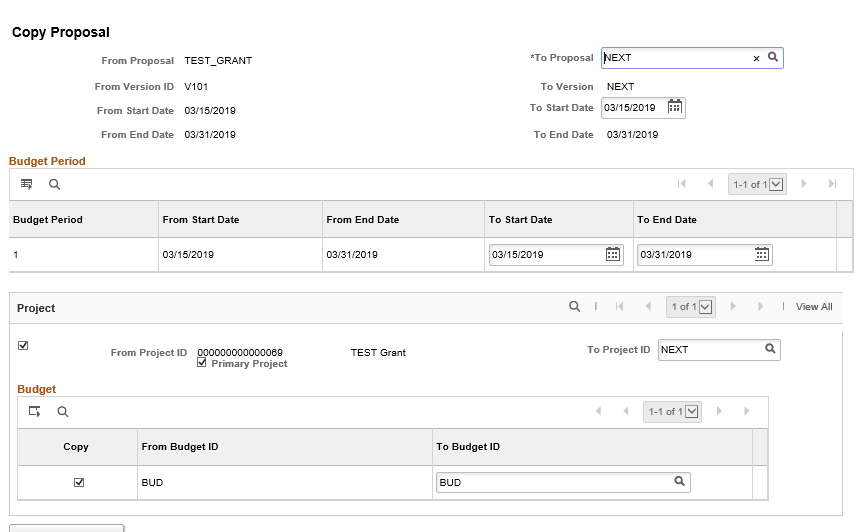 Copy Proposal
From Proposal TEST_GRANT *To Proposal NEXT
From Version ID V101 To Version NEXT
From Start Date 03/15/2019 To Start Date 03/15/2019
From End Date 03/31/2019 To End Date 03/31/2019
Budget Period
1-1 of 1
Budget Period From Start Date From End Date To Start Date To End Date
1 03/15/2019 03/31/2019 03/15/2019 03/31/2019
Project 1 of 1 View All
From Project ID 000000000000069 TEST Grant To Project ID NEXT
Primary Project
Budget
1-1 of 1
Copy From Budget ID To Budget ID
BUD BUD